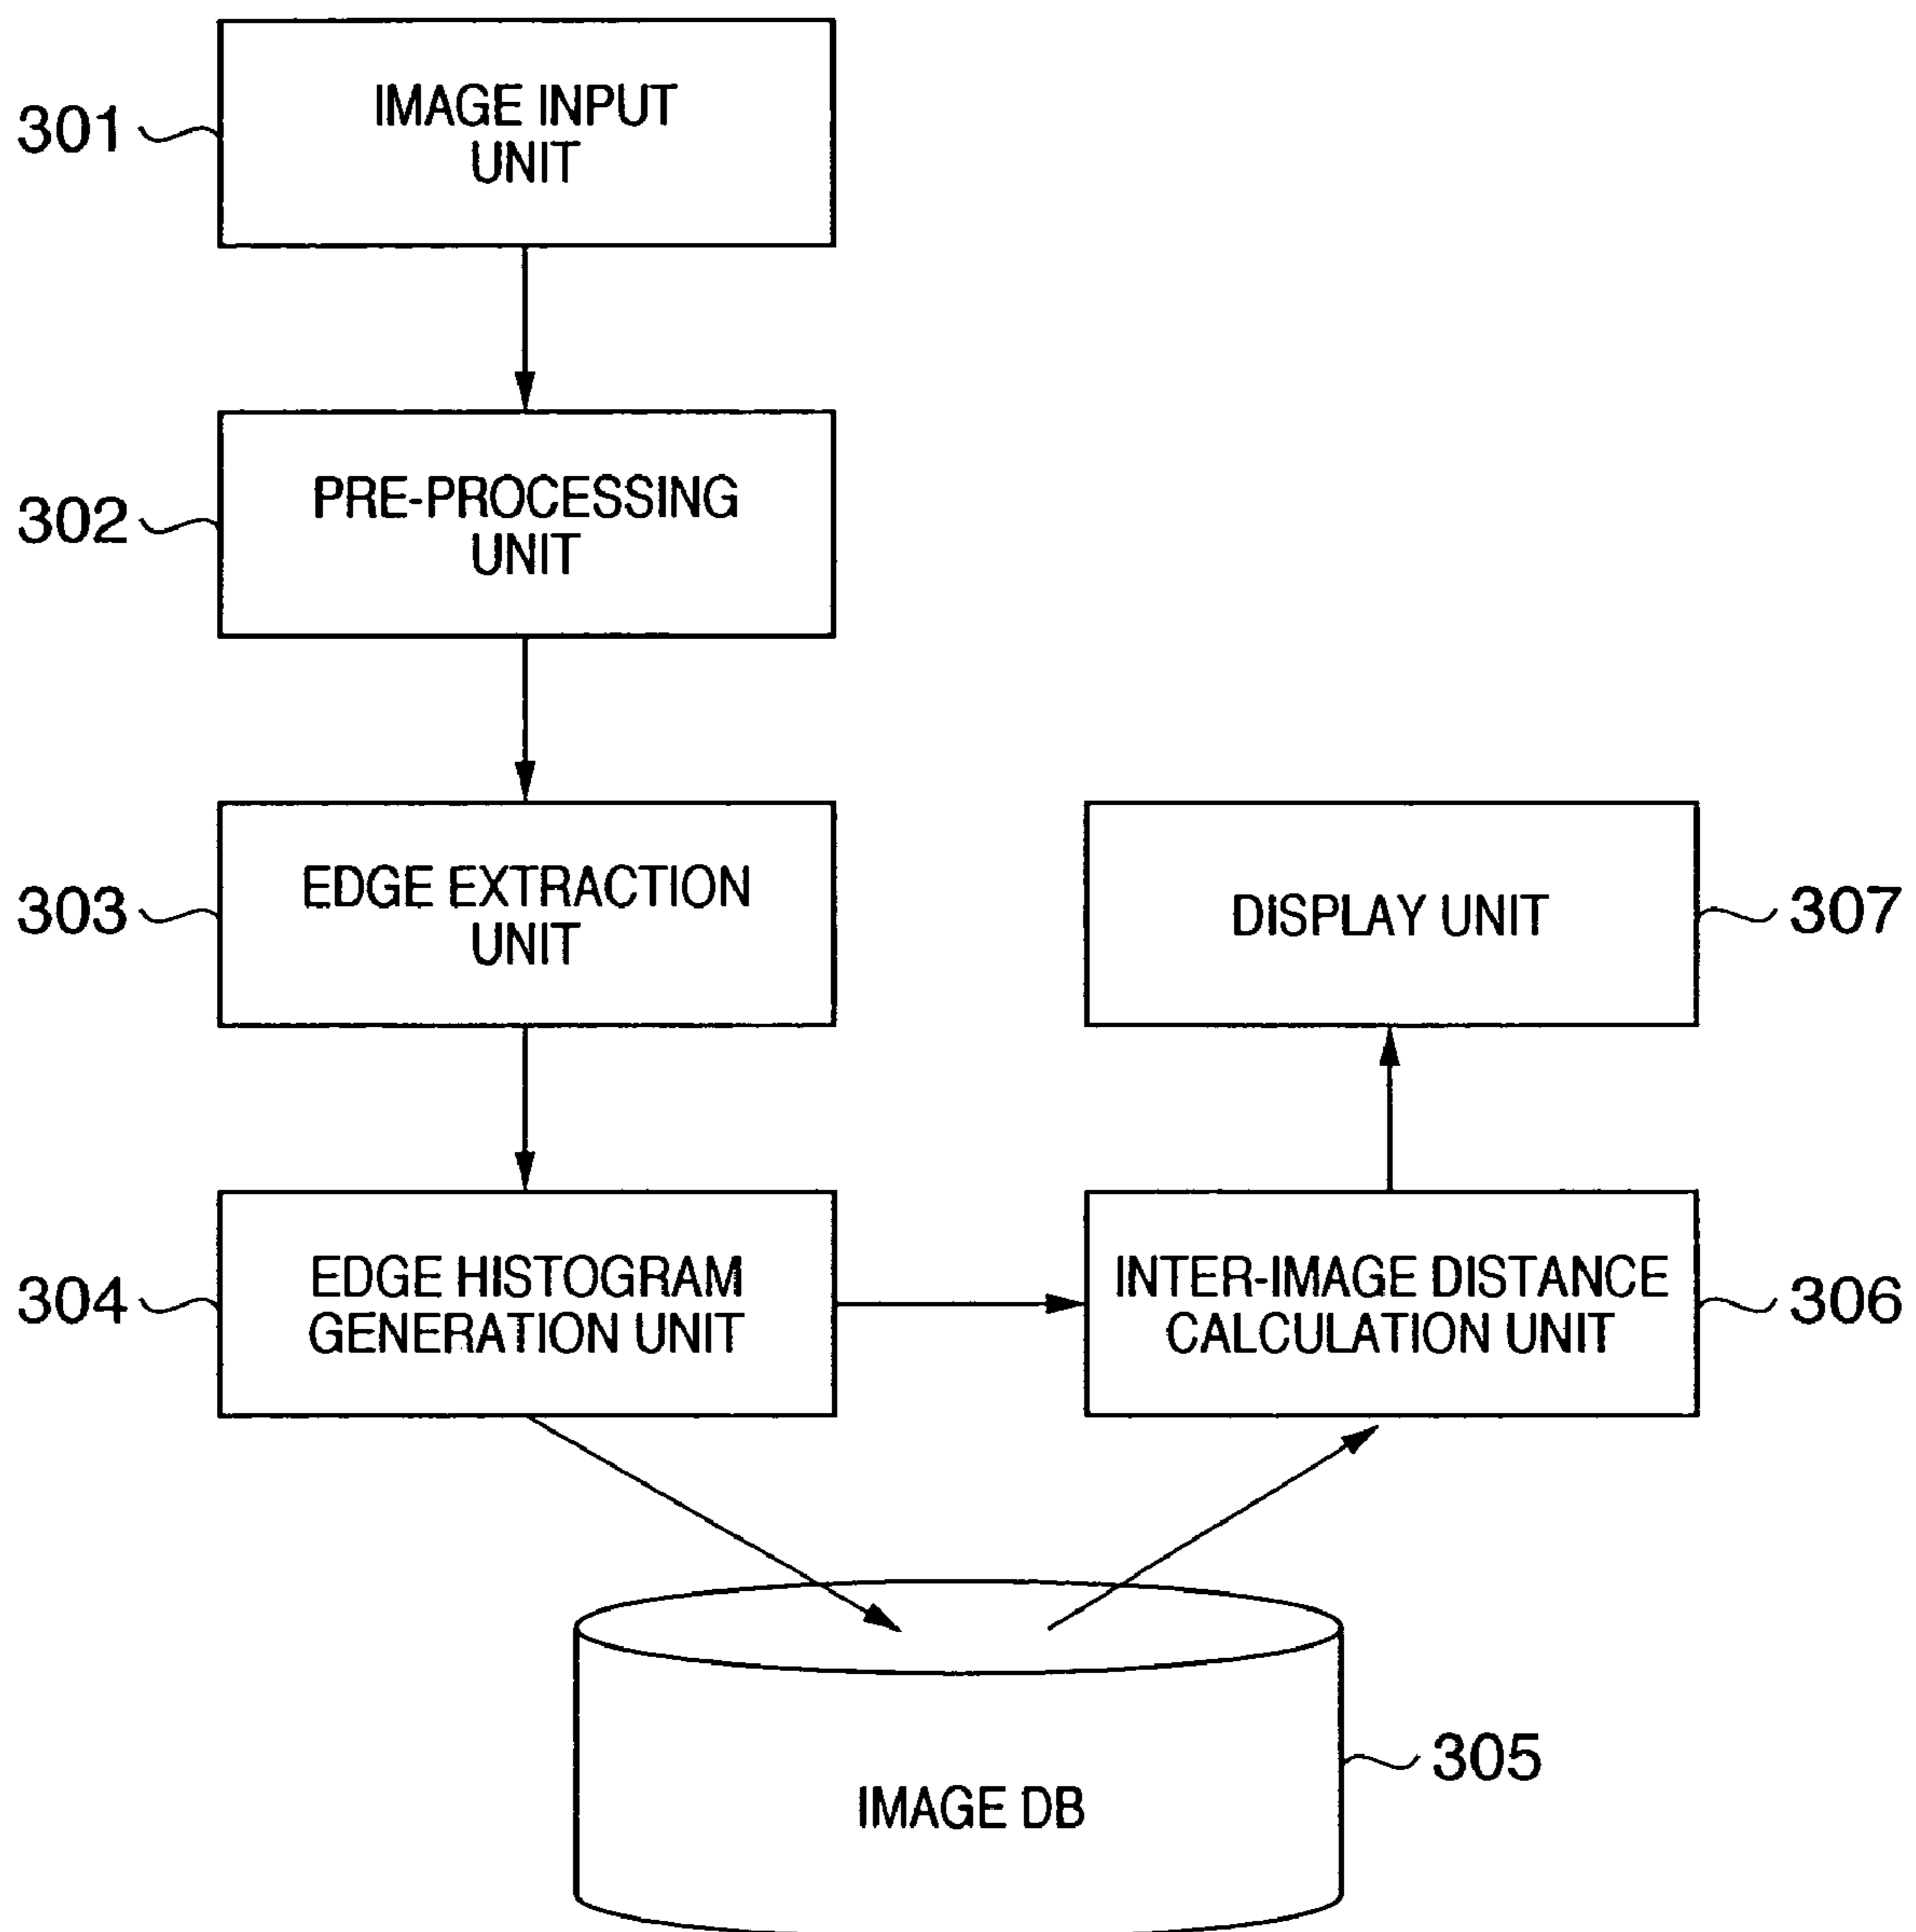 IMAGE INPUT
UNIT
301
PRE-PROCESSING
UNIT
302
EDGE EXTRACTION
UNIT
303
DISPLAY UNIT
307
EDGE HISTOGRAM
GENERATION UNIT
304
INTER-IMAGE DISTANCE
CALCULATION UNIT
306
IMAGE DB
305